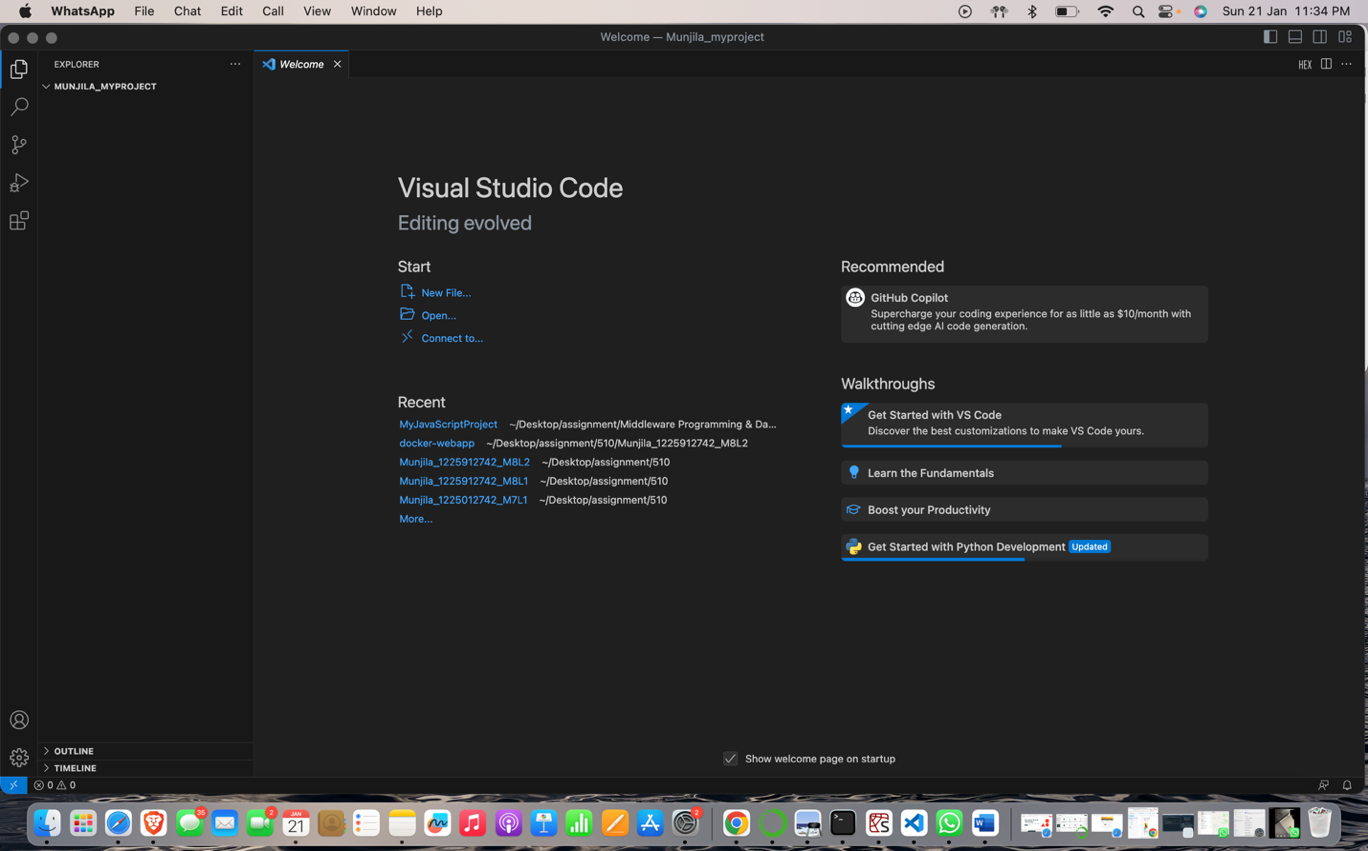 WhatsApp File Chat Edit Call View Window Help Sun 21 Jan 11:34 PM
Welcome — Munjila_myproject
EXPLORER
Welcome
HEX
MUNJILA_MYPROJECT
Visual Studio Code
Editing evolved
Start
New File...
Open...
Connect to...
Recent
MyJavaScriptProject ~/Desktop/assignment/Middleware Programming & Da...
docker-webapp ~/Desktop/assignment/510/Munjila_1225912742_M8L2
Munjila_1225912742_M8L2 ~/Desktop/assignment/510
Munjila_1225912742_M8L1 ~/Desktop/assignment/510
Munjila_1225012742_M7L1 ~/Desktop/assignment/510
More...
Recommended
GitHub Copilot
Supercharge your coding experience for as little as $10/month with
cutting edge AI code generation.
Walkthroughs
Get Started with VS Code
Discover the best customizations to make VS Code yours.
Learn the Fundamentals
Boost your Productivity
Get Started with Python Development Updated
OUTLINE
TIMELINE
Show welcome page on startup
0 0
35
2
JAN
21
2